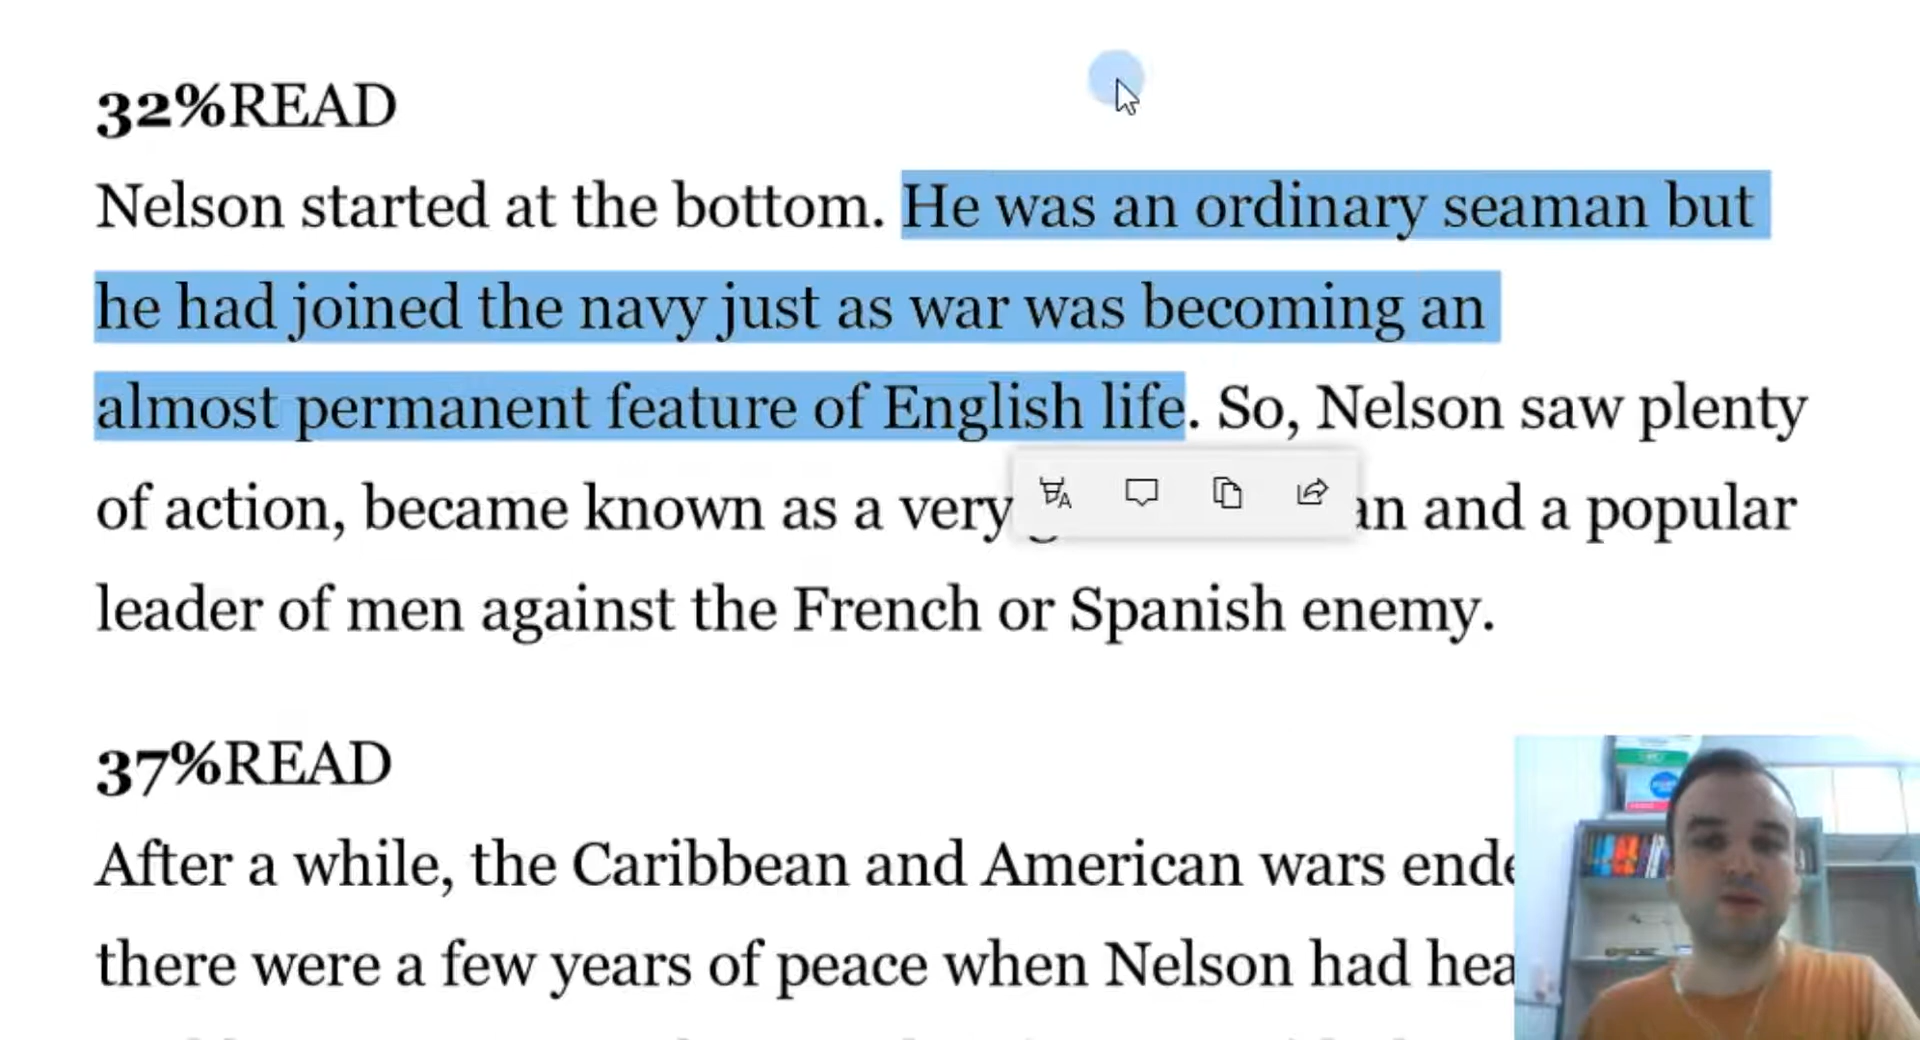 32%READ
Nelson started at the bottom. He was an ordinary seaman but
he had joined the navy just as war was becoming an
almost permanent feature of English life. So, Nelson saw plenty
of action, became known as a very an and a popular
leader of men against the French or Spanish enemy.
37%READ
After a while, the Caribbean and American wars ende
there were a few years of peace when Nelson had hea